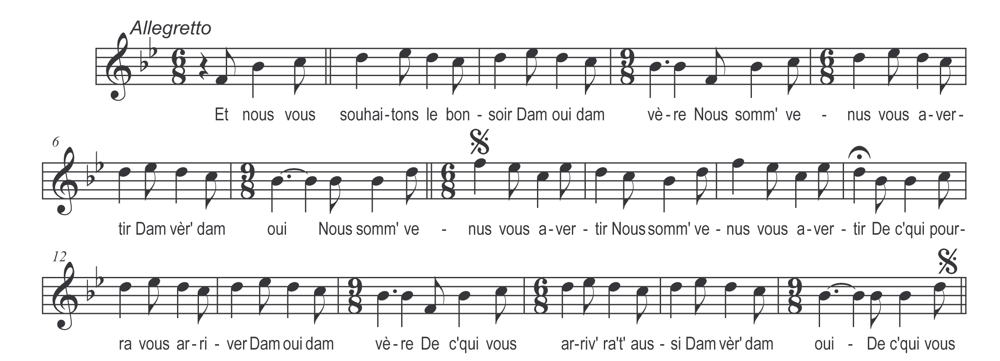 Allegretto
Et nous vous souhai-tons le bon - soir Dam oui dam vè-re Nous somm' ve - nus vous a-ver-
6
tir Dam vèr' dam oui Nous somm' ve - nus vous a-ver - tir Nous somm' ve - nus vous a-ver - tir De c'qui pour-
12
ra vous ar-ri - ver Dam oui dam vè-re De c'qui vous ar-riv' ra't' aus - si Dam vèr' dam oui - De c'qui vous